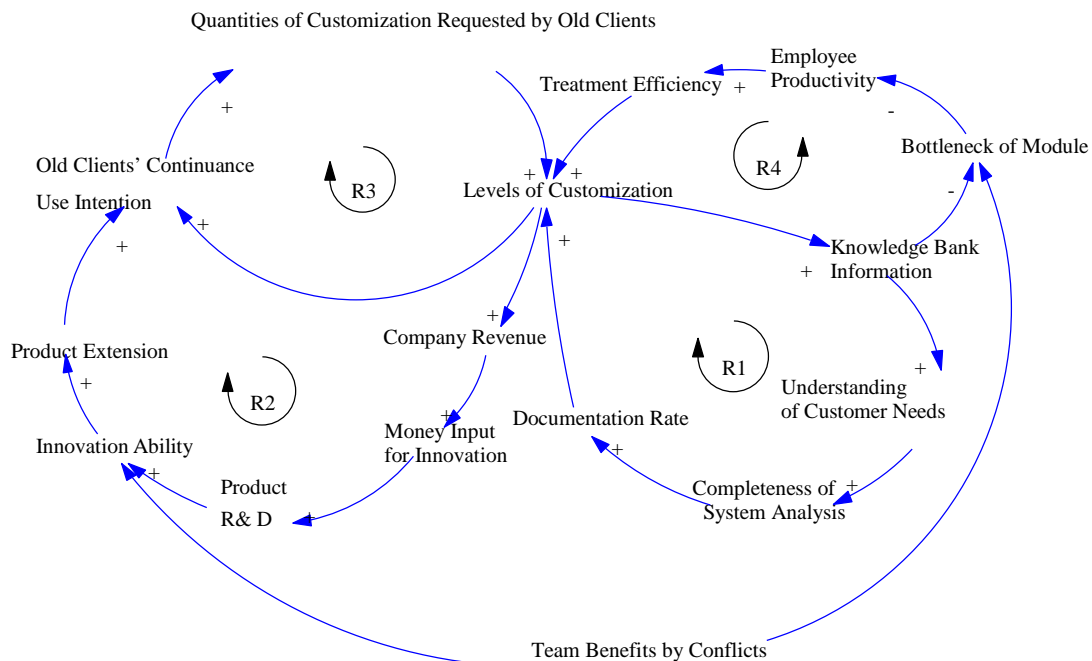 Quantities of Customization Requested by Old Clients
Employee
Productivity
Treatment Efficiency
+
+
-
Bottleneck of Module
Old Clients’ Continuance
Use Intention
R3
R4
+
+
Levels of Customization
-
+
+
+
Knowledge Bank
Information
+
+
Company Revenue
Product Extension
R1
+
Understanding
of Customer Needs
+
R2
+
Documentation Rate
Money Input
for Innovation
Innovation Ability
+
+
Product
R& D
+
Completeness of
System Analysis
+
Team Benefits by Conflicts